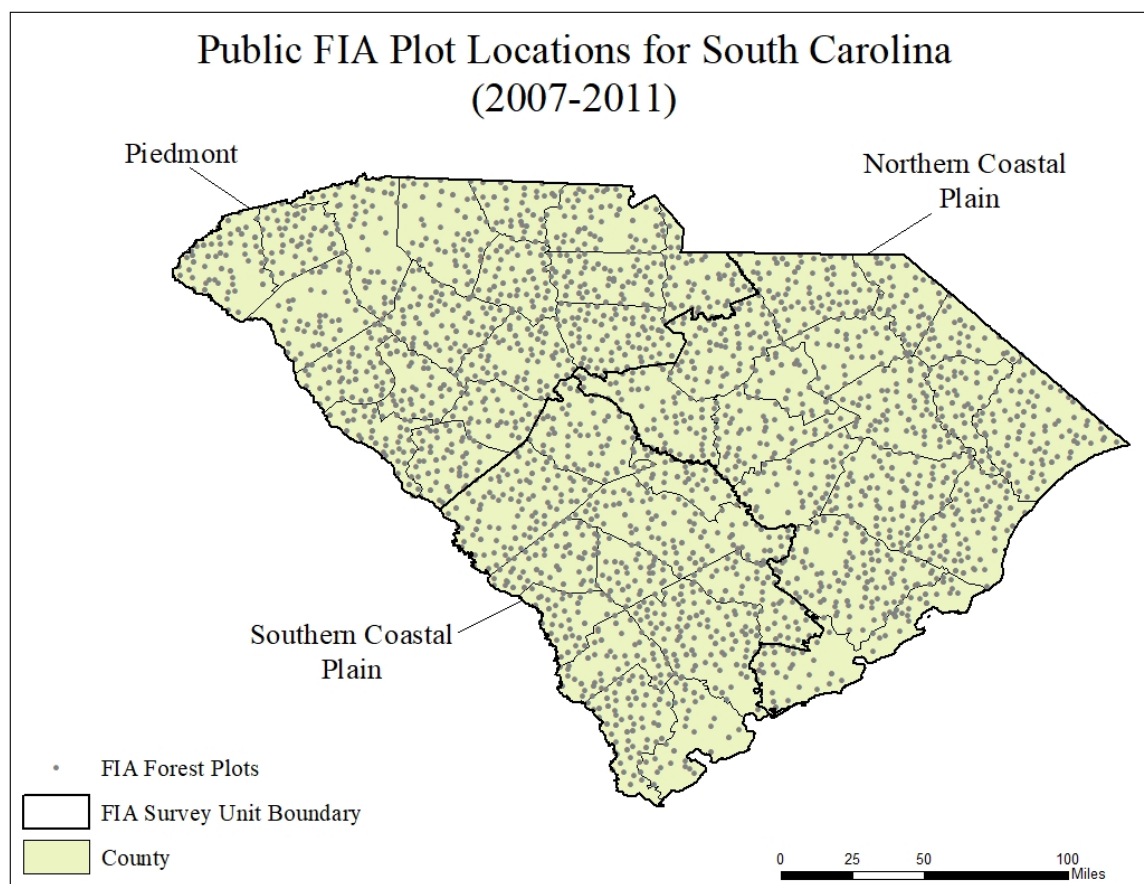 Public FIA Plot Locations for South Carolina
(2007-2011)
Piedmont
Northern Coastal
Plain
Southern Coastal
Plain
FIA Forest Plots
FIA Survey Unit Boundary
County
0 25 50 100
Miles